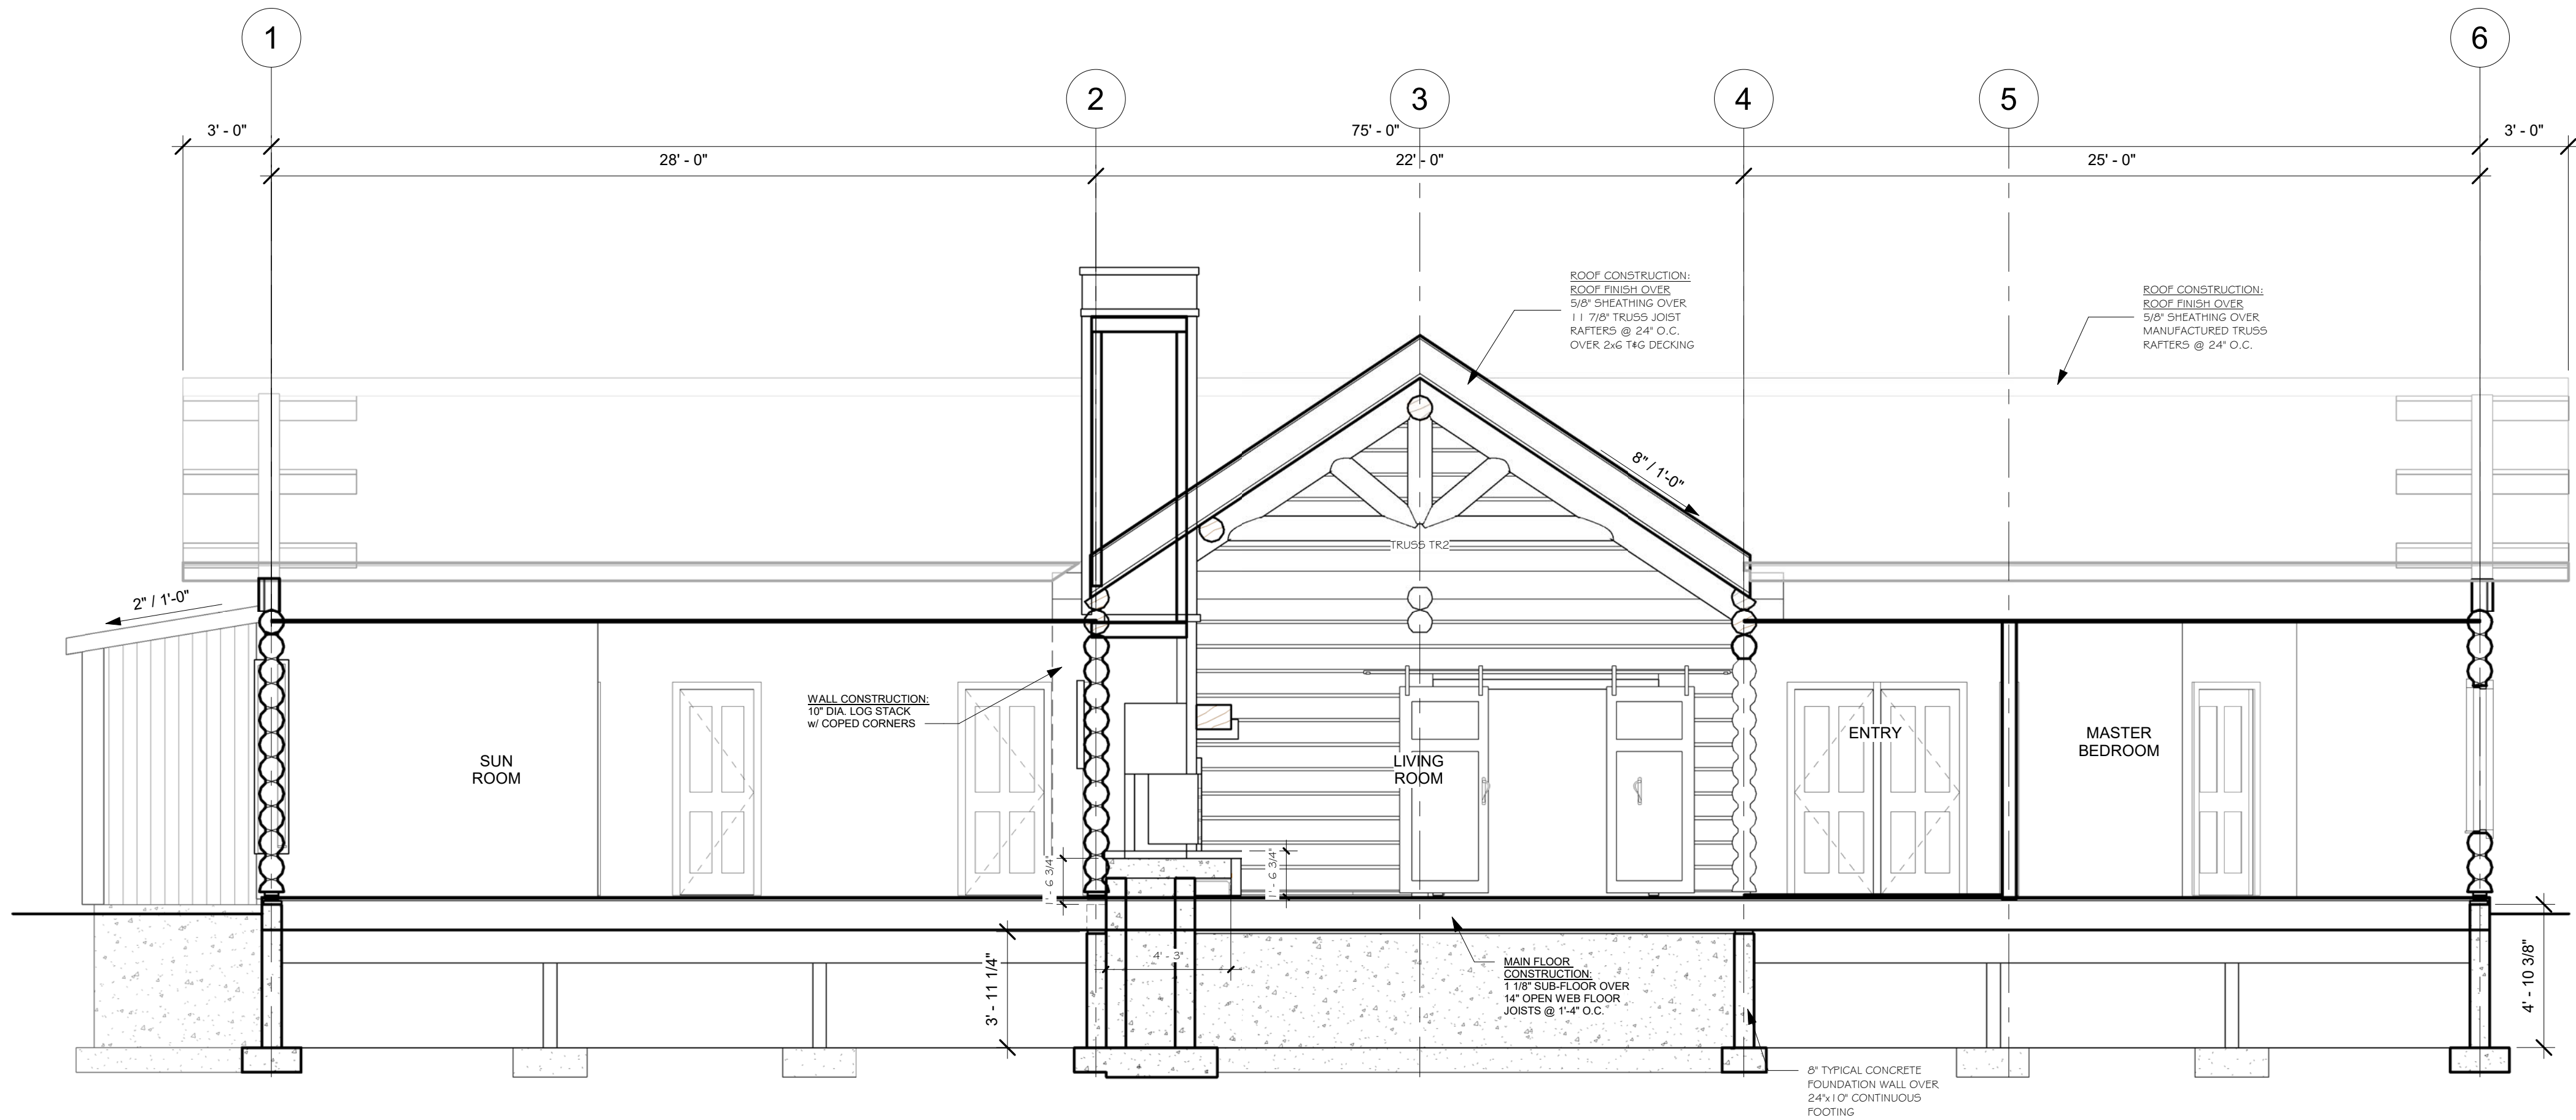 1
6
2
3
4
5
3' - 0"
75' - 0"
3' - 0"
28' - 0"
22' - 0"
25' - 0"
ROOF CONSTRUCTION:
ROOF FINISH OVER
5/8" SHEATHING OVER
11 7/8" TRUSS JOIST
RAFTERS @ 24" O.C.
OVER 2x6 T&G DECKING
ROOF CONSTRUCTION:
ROOF FINISH OVER
5/8" SHEATHING OVER
MANUFACTURED TRUSS
RAFTERS @ 24" O.C.
8" / 1'-0"
TRUSS TR2
2" / 1'-0"
WALL CONSTRUCTION:
10" DIA. LOG STACK
w/ COPED CORNERS
SUN
ROOM
LIVING
ROOM
ENTRY
MASTER
BEDROOM
- 6 3/4"
- 6 3/4"
4' - 3"
3' - 11 1/4"
MAIN FLOOR
CONSTRUCTION:
1 1/8" SUB-FLOOR OVER
14" OPEN WEB FLOOR
JOISTS @ 1'-4" O.C.
4' - 10 3/8"
8" TYPICAL CONCRETE
FOUNDATION WALL OVER
24"x10" CONTINUOUS
FOOTING